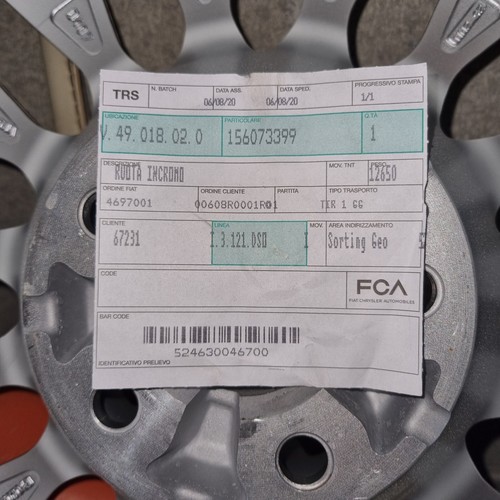 TRS
N. BATCH
DATA ASS.
06/08/20
DATA SPED.
06/08/20
PROGRESSIVO STAMPA
1/1
UBICAZIONE
V.49.018.02.0
PARTICOLARE
156073399
Q.TA
1
DESCRIZIONE
RUOTA INCROMO
MOV. TNT
PESO
12650
ORDINE FIAT
4697001
ORDINE CLIENTE
00608R0001R01
PARTITA
TIPO TRASPORTO
TER 1 GG
CLIENTE
67231
LINEA
I.3.121.DS0
I
MOV.
AREA INDIRIZZAMENTO
Sorting Geo
CODE
FCA
FIAT CHRYSLER AUTOMOBILES
BAR CODE
524630046700
IDENTIFICATIVO PRELIEVO